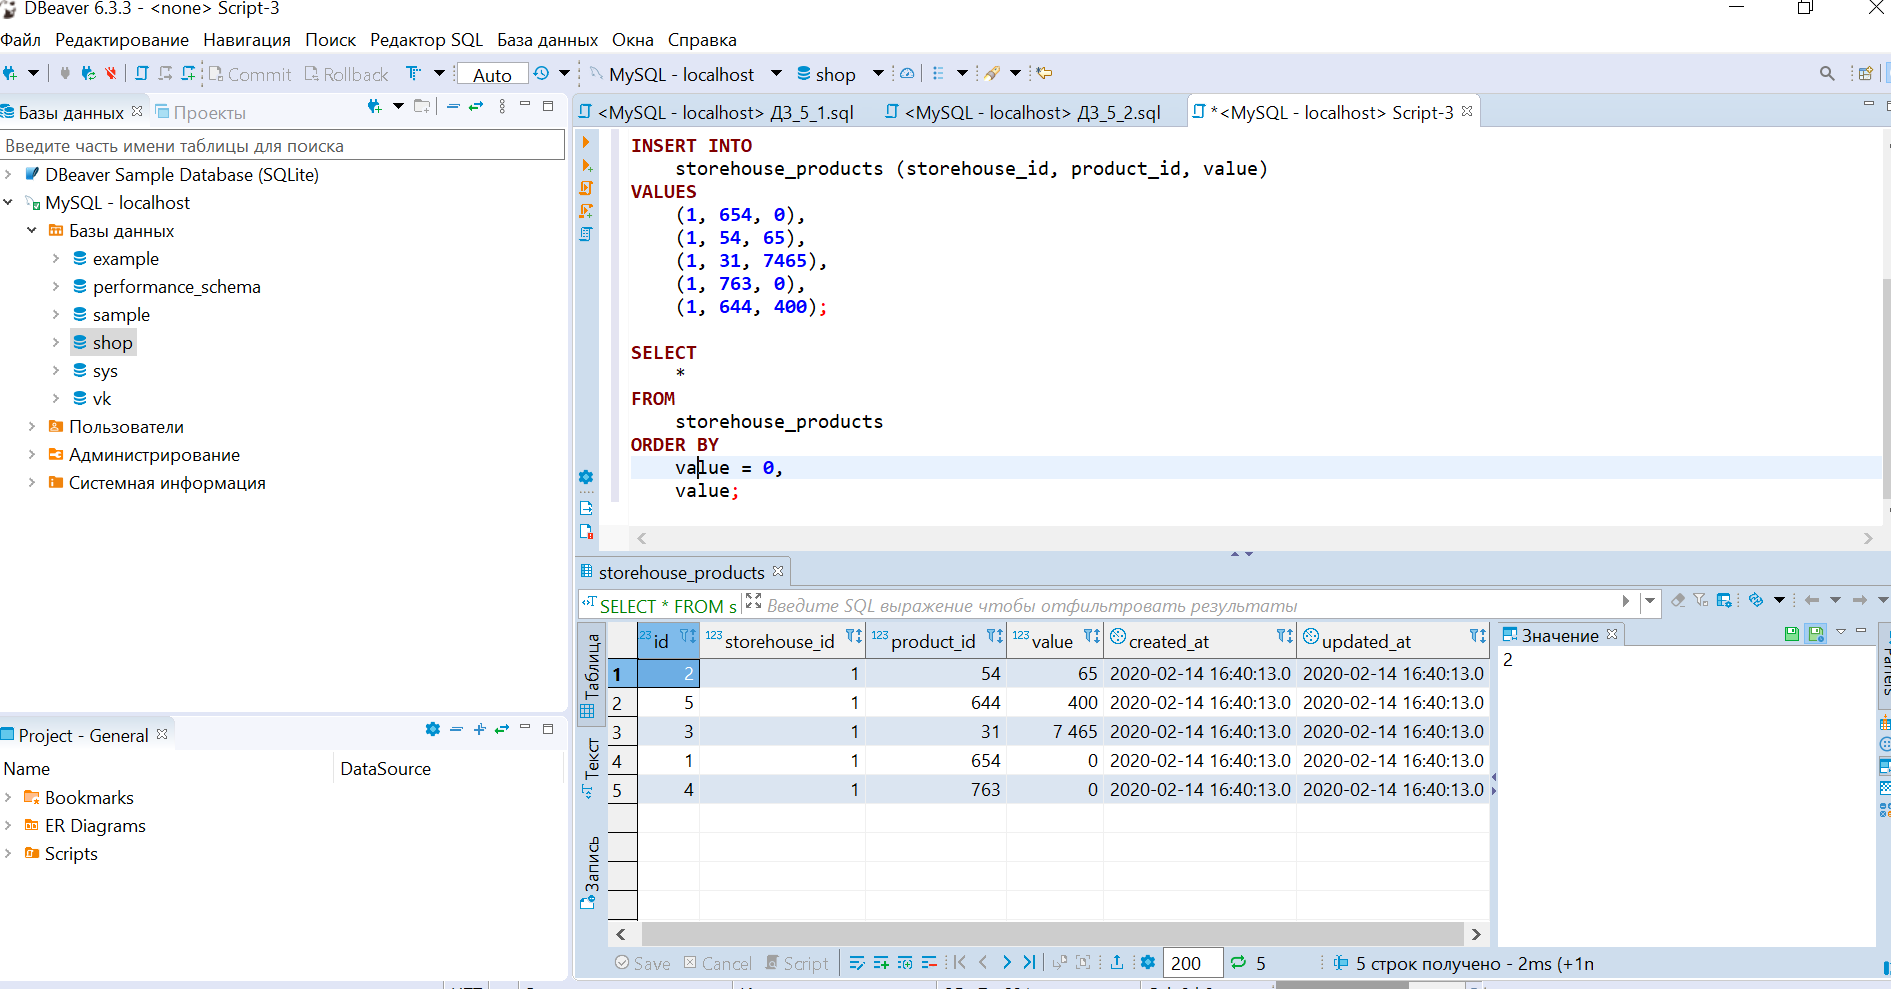 DBeaver 6.3.3 - <none> Script-3
Файл Редактирование Навигация Поиск Редактор SQL База данных Окна Справка
Commit Rollback Auto MySQL - localhost shop
Базы данных Проекты
<MySQL - localhost> ДЗ_5_1.sql <MySQL - localhost> ДЗ_5_2.sql *<MySQL - localhost> Script-3
Введите часть имени таблицы для поиска
DBeaver Sample Database (SQLite)
MySQL - localhost
Базы данных
example
performance_schema
sample
shop
sys
vk
Пользователи
Администрирование
Системная информация
INSERT INTO
storehouse_products (storehouse_id, product_id, value)
VALUES
(1, 654, 0),
(1, 54, 65),
(1, 31, 7465),
(1, 763, 0),
(1, 644, 400);
SELECT
*
FROM
storehouse_products
ORDER BY
value = 0,
value;
Project - General
Name DataSource
Bookmarks
ER Diagrams
Scripts
storehouse_products
SELECT * FROM s Введите SQL выражение чтобы отфильтровать результаты
Таблица
Текст
Запись
123 id 123 storehouse_id 123 product_id 123 value created_at updated_at
1 2 1 54 65 2020-02-14 16:40:13.0 2020-02-14 16:40:13.0
2 5 1 644 400 2020-02-14 16:40:13.0 2020-02-14 16:40:13.0
3 3 1 31 7 465 2020-02-14 16:40:13.0 2020-02-14 16:40:13.0
4 1 1 654 0 2020-02-14 16:40:13.0 2020-02-14 16:40:13.0
5 4 1 763 0 2020-02-14 16:40:13.0 2020-02-14 16:40:13.0
Значение
2
Panels
Save Cancel Script 200 5 5 строк получено - 2ms (+1n